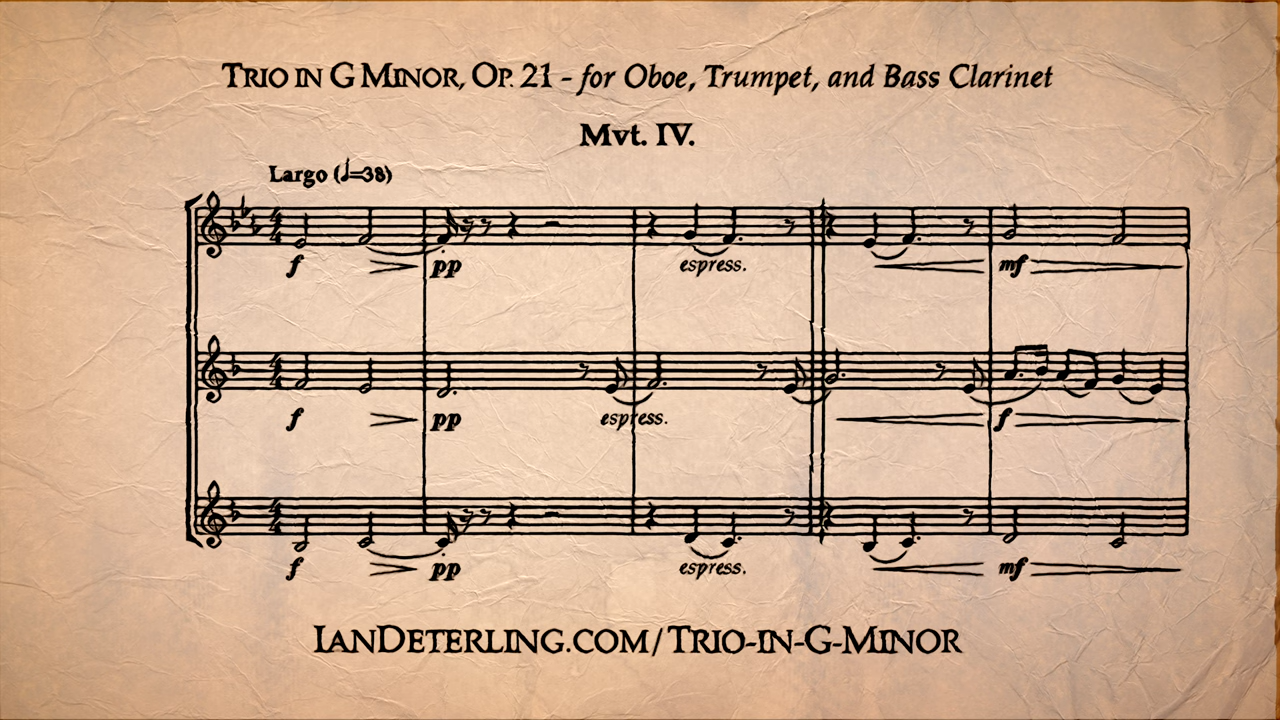 Trio in G Minor, Op. 21 - for Oboe, Trumpet, and Bass Clarinet
Mvt. IV.
Largo (♩=38)
f pp espress. mf
f pp espress. f
f pp espress. mf
IanDeterling.com/Trio-in-G-Minor